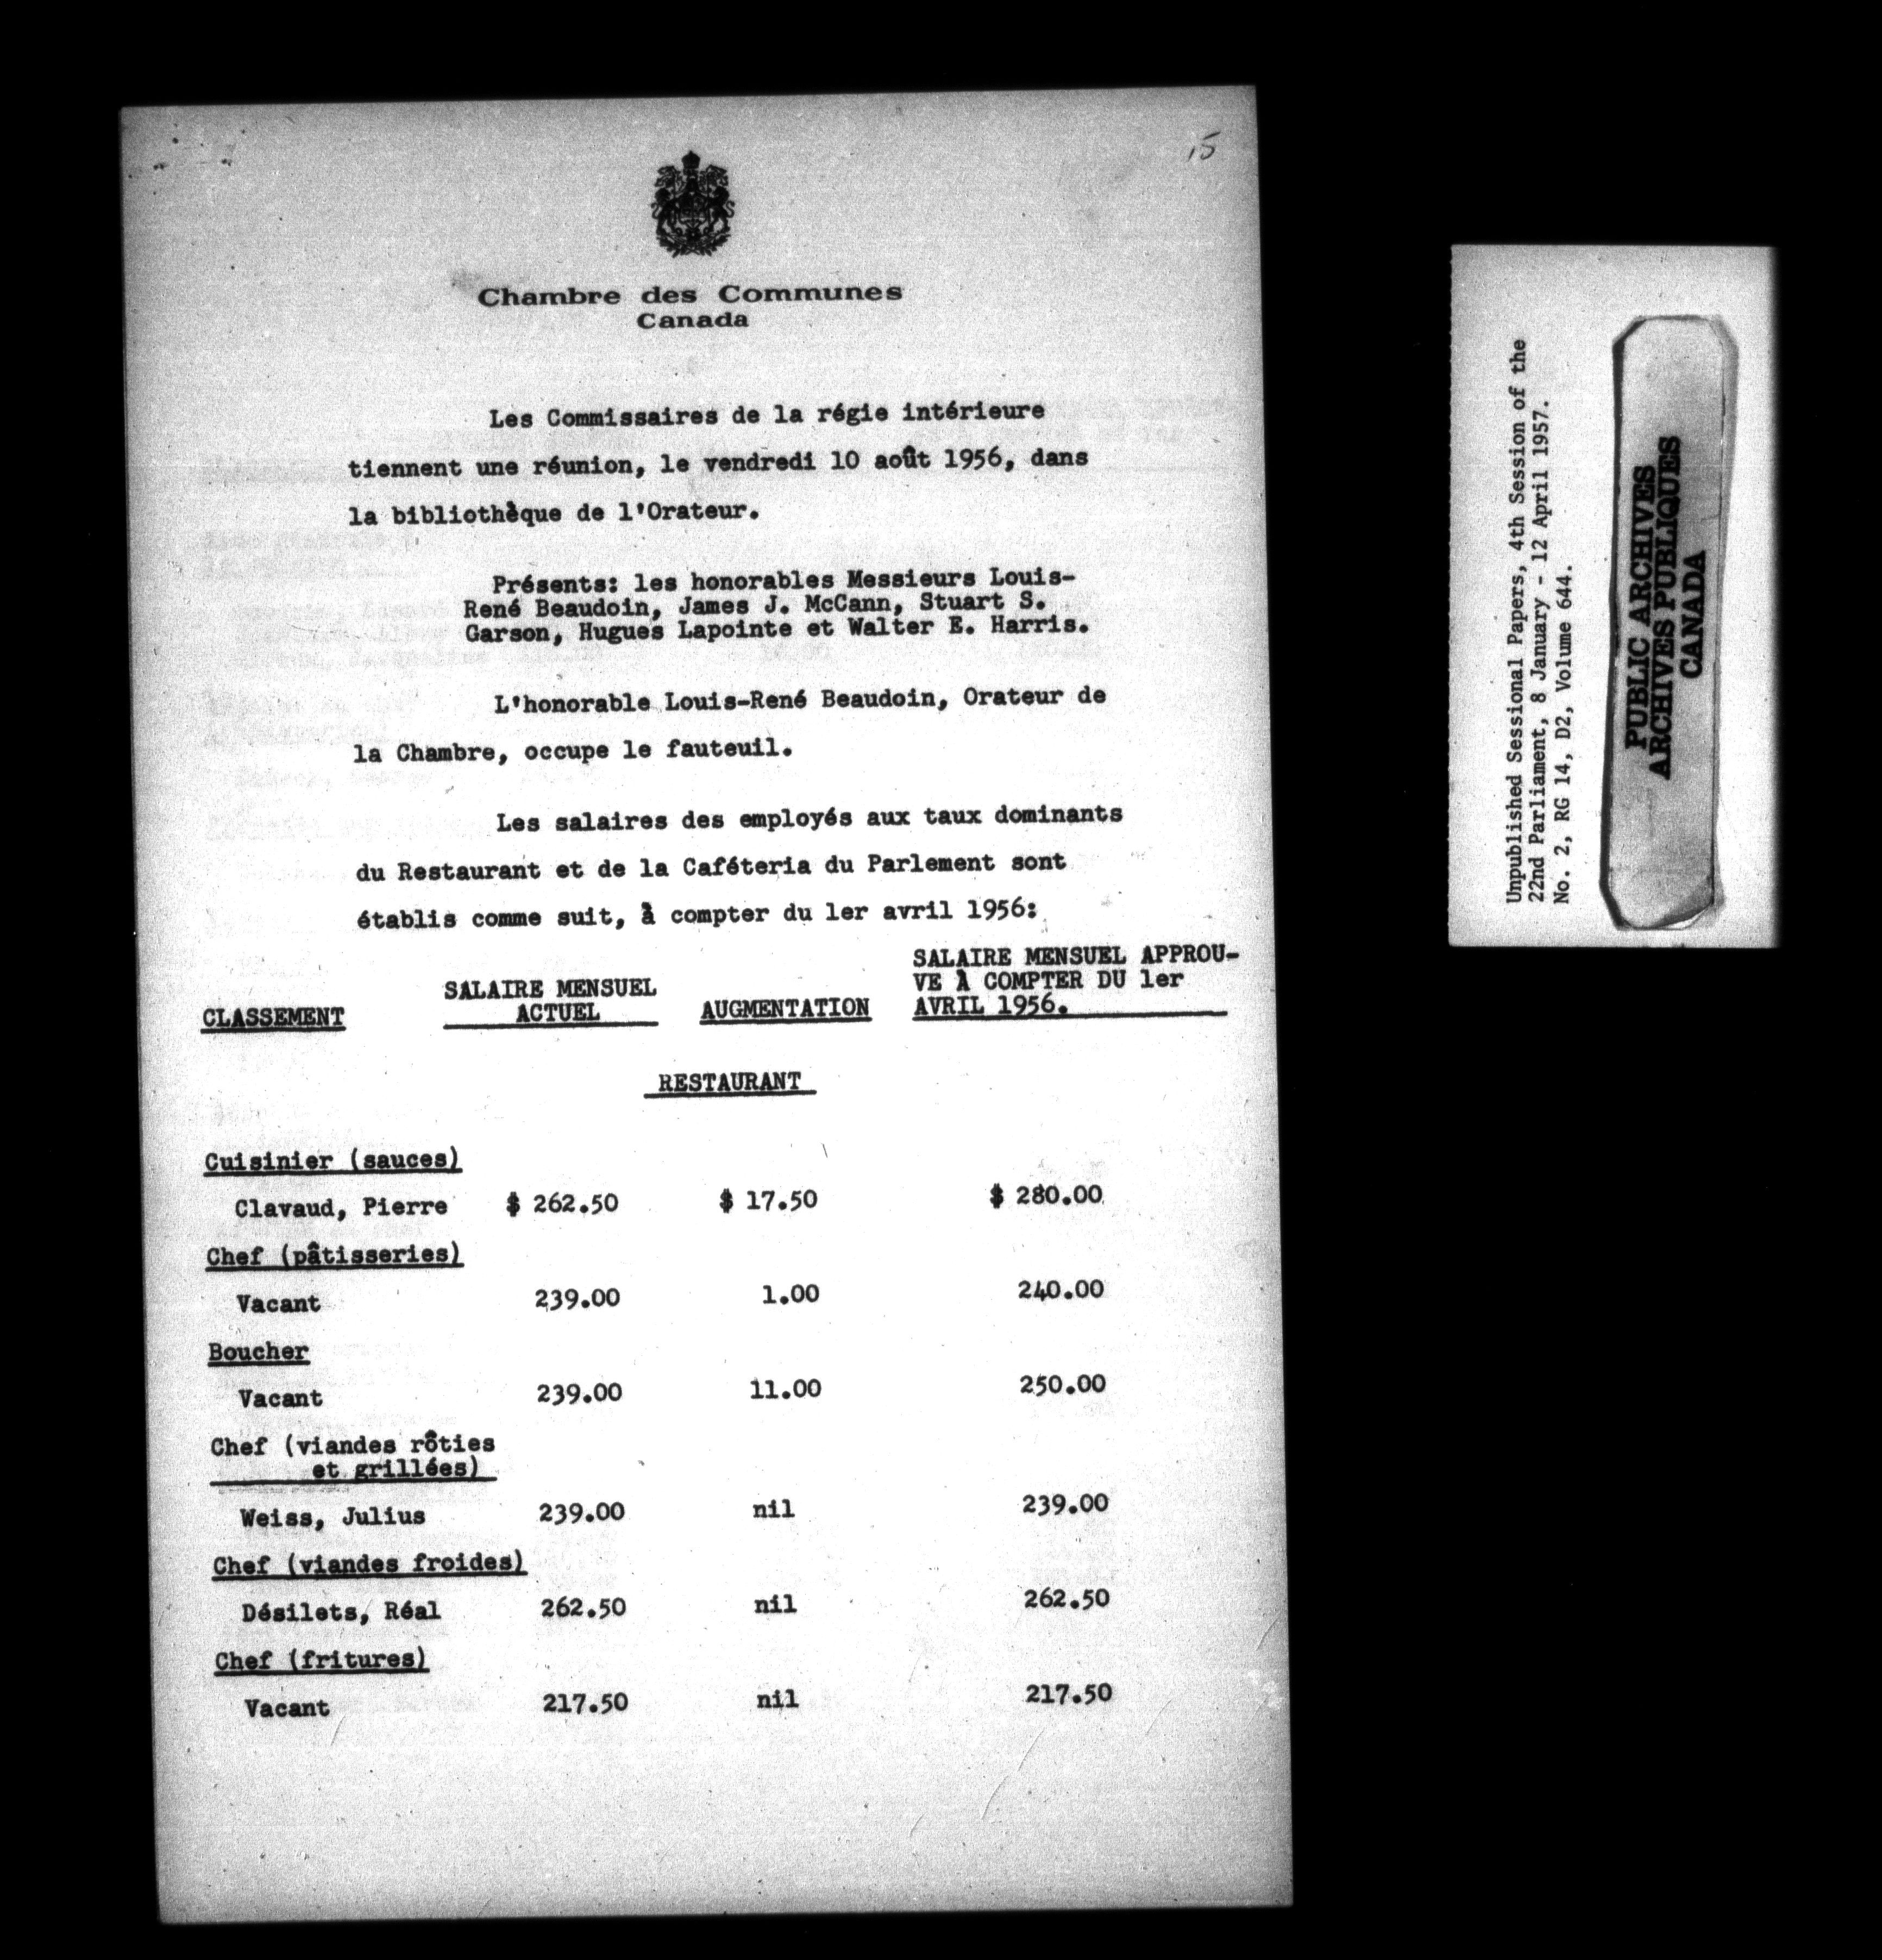 15
Chambre des Communes
Canada
Les Commissaires de la régie intérieure
tiennent une réunion, le vendredi 10 août 1956, dans
la bibliothèque de l'Orateur.
Présents: les honorables Messieurs Louis-
René Beaudoin, James J. McCann, Stuart S.
Garson, Hugues Lapointe et Walter E. Harris.
L'honorable Louis-René Beaudoin, Orateur de
la Chambre, occupe le fauteuil.
Les salaires des employés aux taux dominants
du Restaurant et de la Caféteria du Parlement sont
établis comme suit, à compter du 1er avril 1956:
CLASSEMENT
SALAIRE MENSUEL
ACTUEL
AUGMENTATION
SALAIRE MENSUEL APPROU-
VE À COMPTER DU 1er
AVRIL 1956.
RESTAURANT
Cuisinier (sauces)
Clavaud, Pierre $ 262.50 $ 17.50 $ 280.00
Chef (pâtisseries)
Vacant 239.00 1.00 240.00
Boucher
Vacant 239.00 11.00 250.00
Chef (viandes rôties
et grillées)
Weiss, Julius 239.00 nil 239.00
Chef (viandes froides)
Désilets, Réal 262.50 nil 262.50
Chef (fritures)
Vacant 217.50 nil 217.50
Unpublished Sessional Papers, 4th Session of the
22nd Parliament, 8 January - 12 April 1957.
No. 2, RG 14, D2, Volume 644.
PUBLIC ARCHIVES
ARCHIVES PUBLIQUES
CANADA